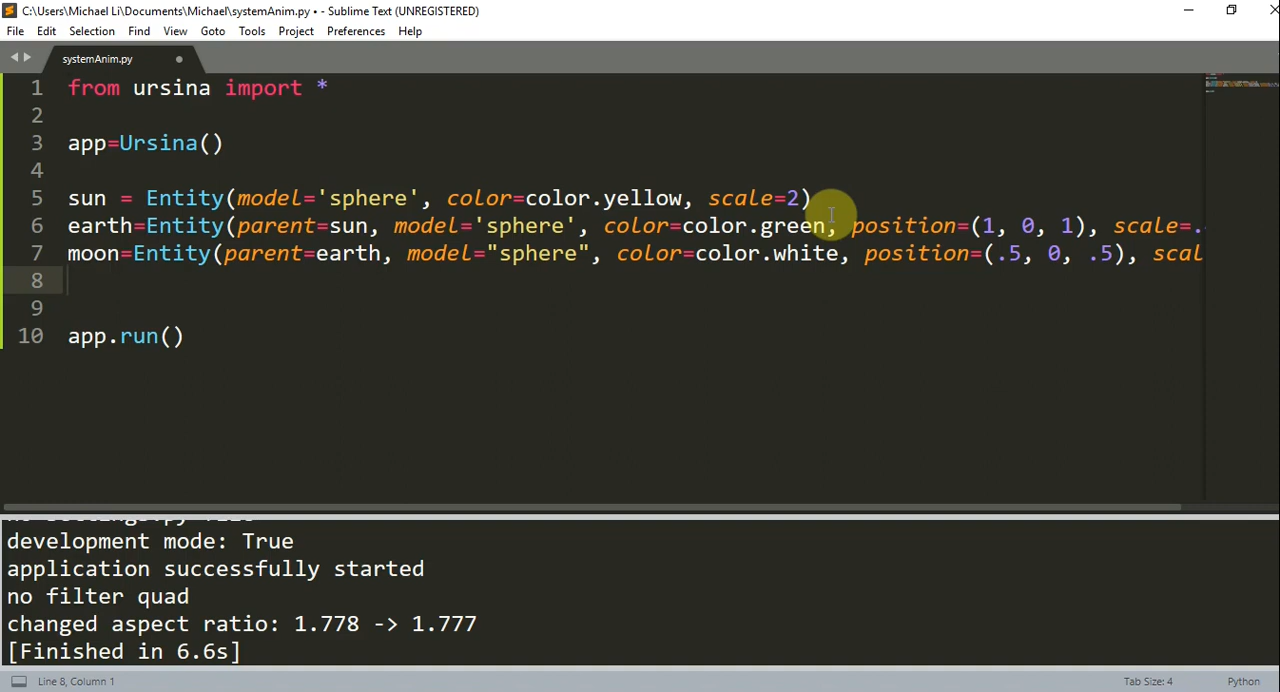 C:\Users\Michael Li\Documents\Michael\systemAnim.py • - Sublime Text (UNREGISTERED)
File Edit Selection Find View Goto Tools Project Preferences Help
systemAnim.py
1 from ursina import *
2
3 app=Ursina()
4
5 sun = Entity(model='sphere', color=color.yellow, scale=2)
6 earth=Entity(parent=sun, model='sphere', color=color.green, position=(1, 0, 1), scale=.
7 moon=Entity(parent=earth, model="sphere", color=color.white, position=(.5, 0, .5), scal
8
9
10 app.run()
development mode: True
application successfully started
no filter quad
changed aspect ratio: 1.778 -> 1.777
[Finished in 6.6s]
Line 8, Column 1 Tab Size: 4 Python